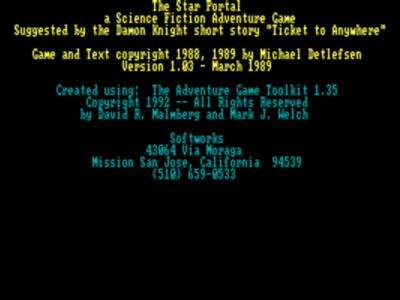 The Star Portal
a Science Fiction Adventure Game
Suggested by the Damon Knight short story "Ticket to Anywhere"
Game and Text copyright 1988, 1989 by Michael Detlefsen
Version 1.03 - March 1989
Created using:  The Adventure Game Toolkit 1.35
Copyright 1992 -- All Rights Reserved
by David R. Malmberg and Mark J. Welch
Softworks
43064 Via Moraga
Mission San Jose, California  94539
(510) 659-0533